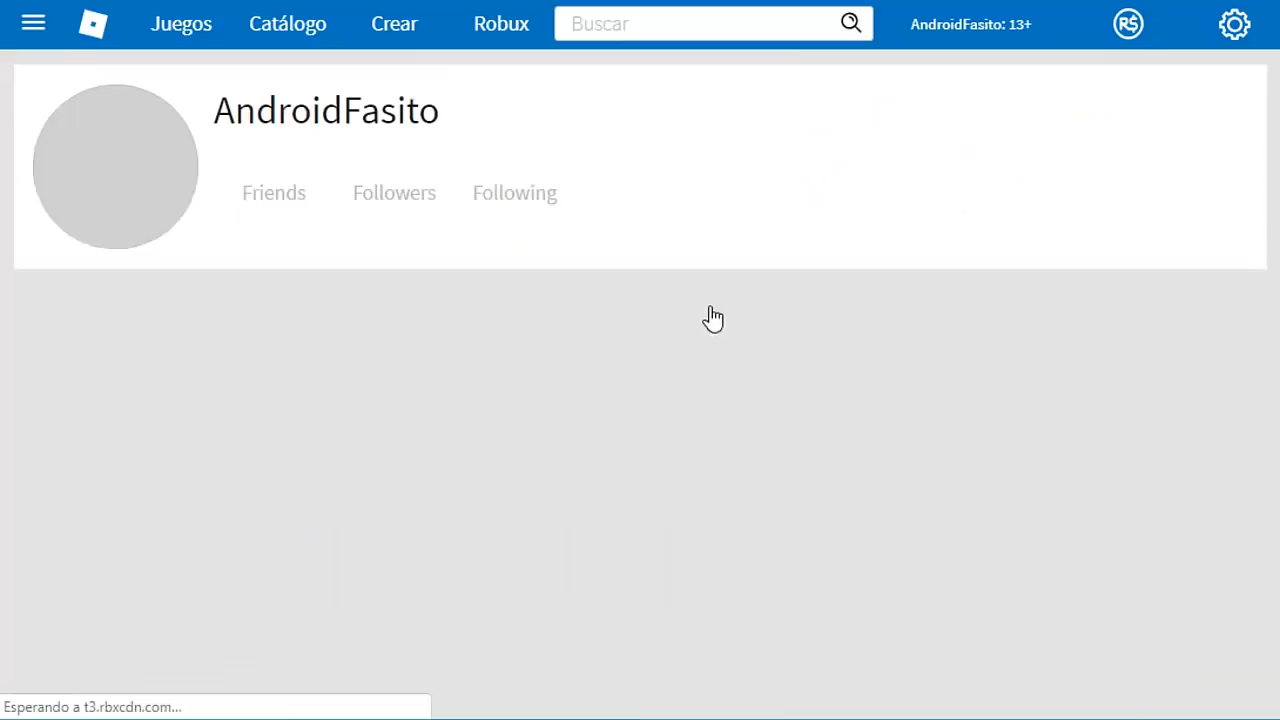 Juegos Catálogo Crear Robux Buscar AndroidFasito: 13+ R$
AndroidFasito
Friends Followers Following
Esperando a t3.rbxcdn.com...